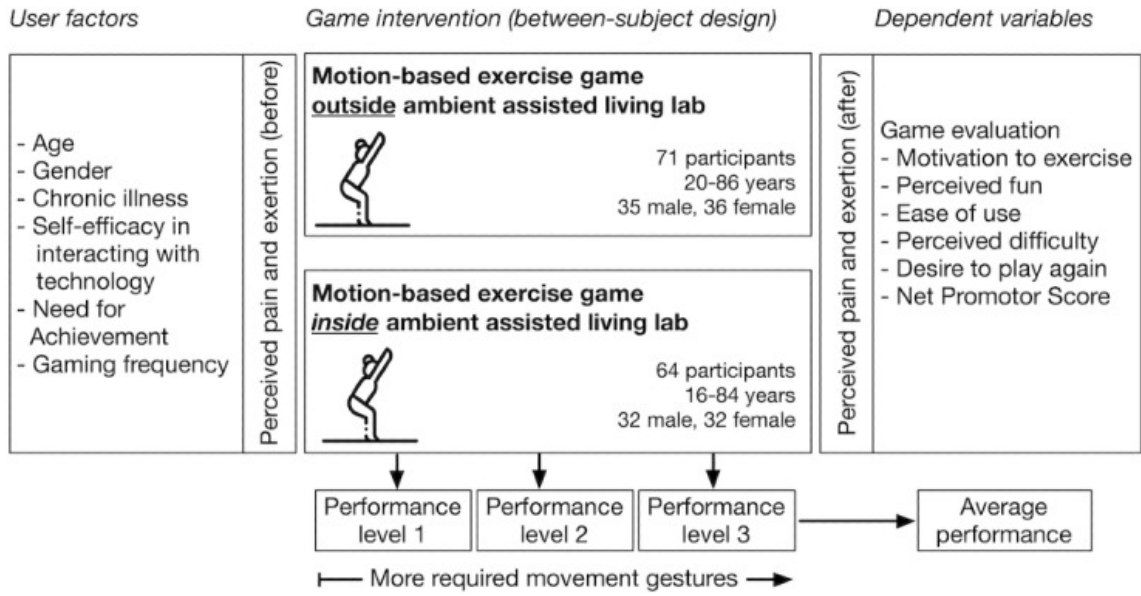 User factors
Game intervention (between-subject design)
Dependent variables
- Age
- Gender
- Chronic illness
- Self-efficacy in
interacting with
technology
- Need for
Achievement
- Gaming frequency
Perceived pain and exertion (before)
Motion-based exercise game
outside ambient assisted living lab
71 participants
20-86 years
35 male, 36 female
Motion-based exercise game
inside ambient assisted living lab
64 participants
16-84 years
32 male, 32 female
Perceived pain and exertion (after)
Game evaluation
- Motivation to exercise
- Perceived fun
- Ease of use
- Perceived difficulty
- Desire to play again
- Net Promotor Score
Performance
level 1
Performance
level 2
Performance
level 3
Average
performance
More required movement gestures